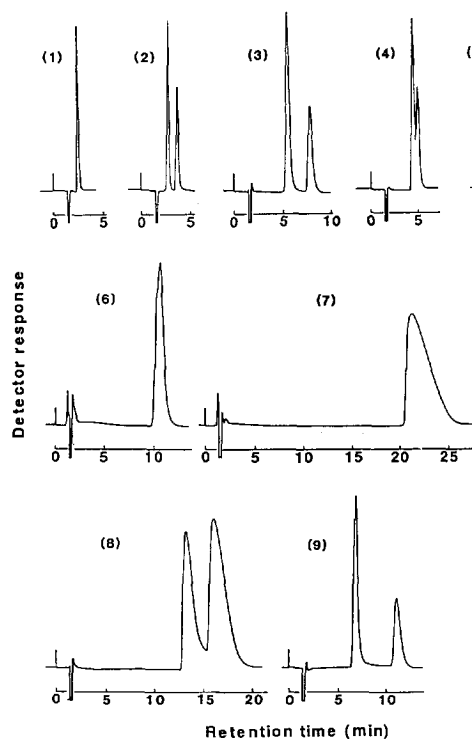 (1) (2) (3) (4) (
0 5 0 5 0 5 10 0 5
(6) (7)
0 5 10 0 5 10 15 20 25
(8) (9)
0 5 10 15 20 0 5 10
Detector response
Retention time (min)